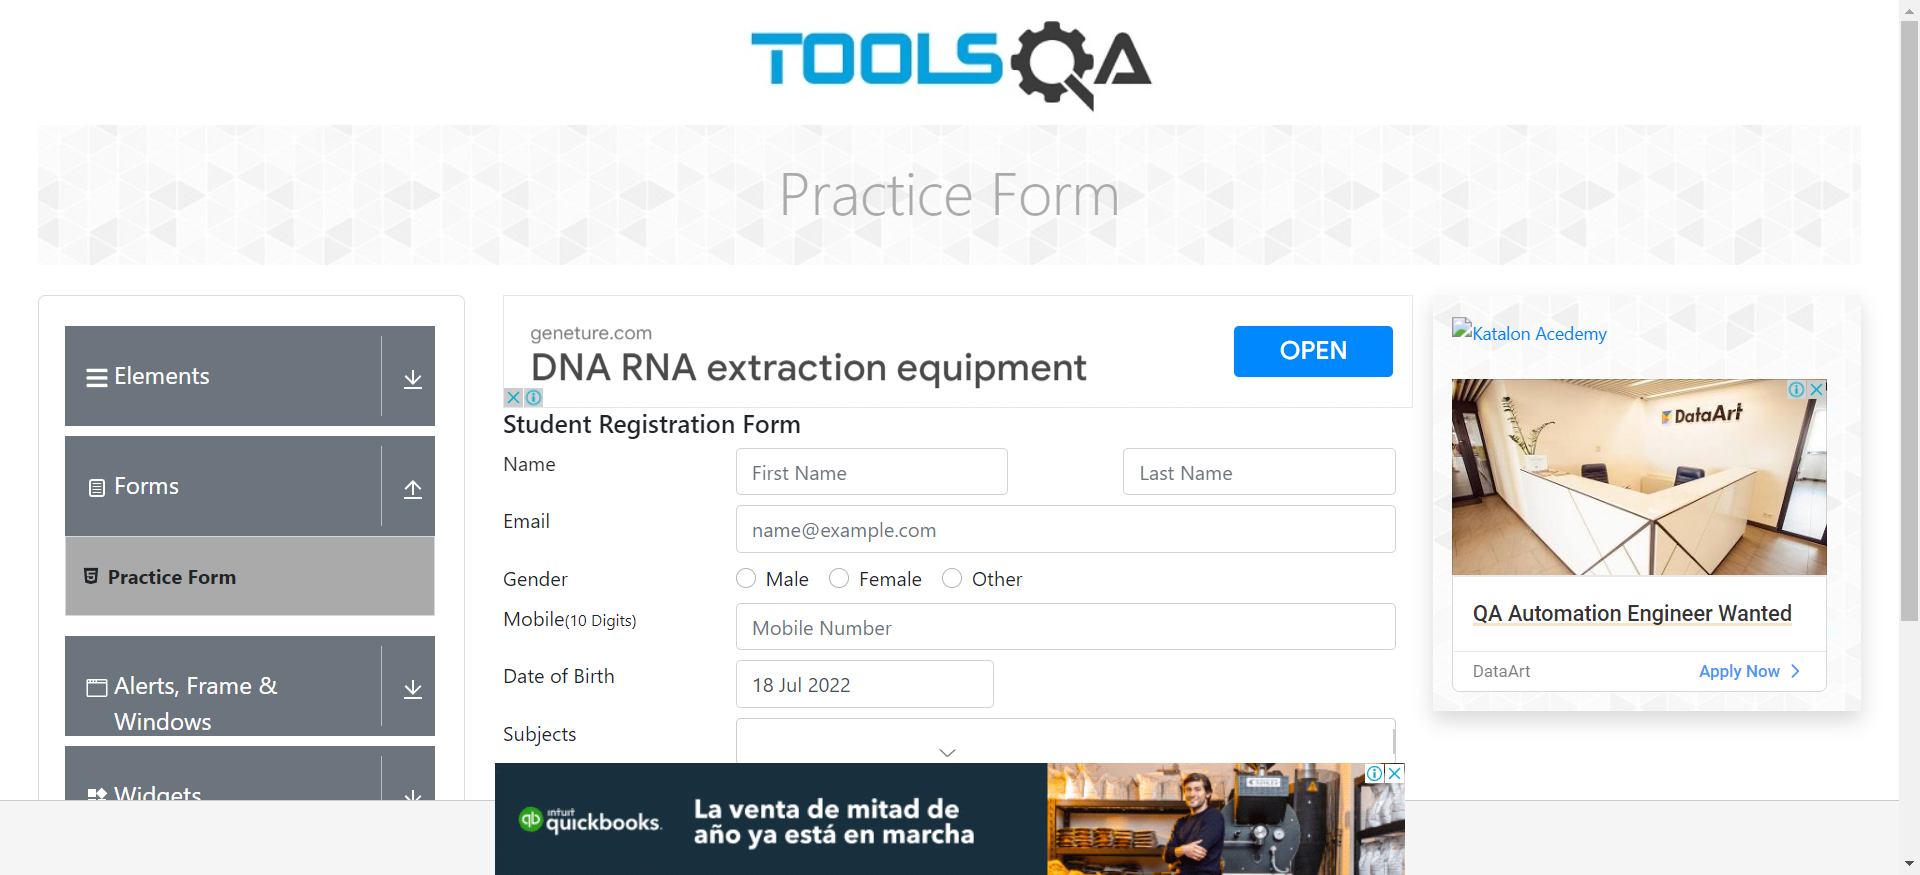 TOOLSQA
Practice Form
Elements
Forms
Practice Form
Alerts, Frame &
Windows
Widgets
geneture.com
DNA RNA extraction equipment
OPEN
Student Registration Form
Name
First Name
Last Name
Email
name@example.com
Gender
Male
Female
Other
Mobile(10 Digits)
Mobile Number
Date of Birth
18 Jul 2022
Subjects
Katalon Acedemy
DataArt
QA Automation Engineer Wanted
DataArt
Apply Now
qb
intuit
quickbooks.
La venta de mitad de
año ya está en marcha